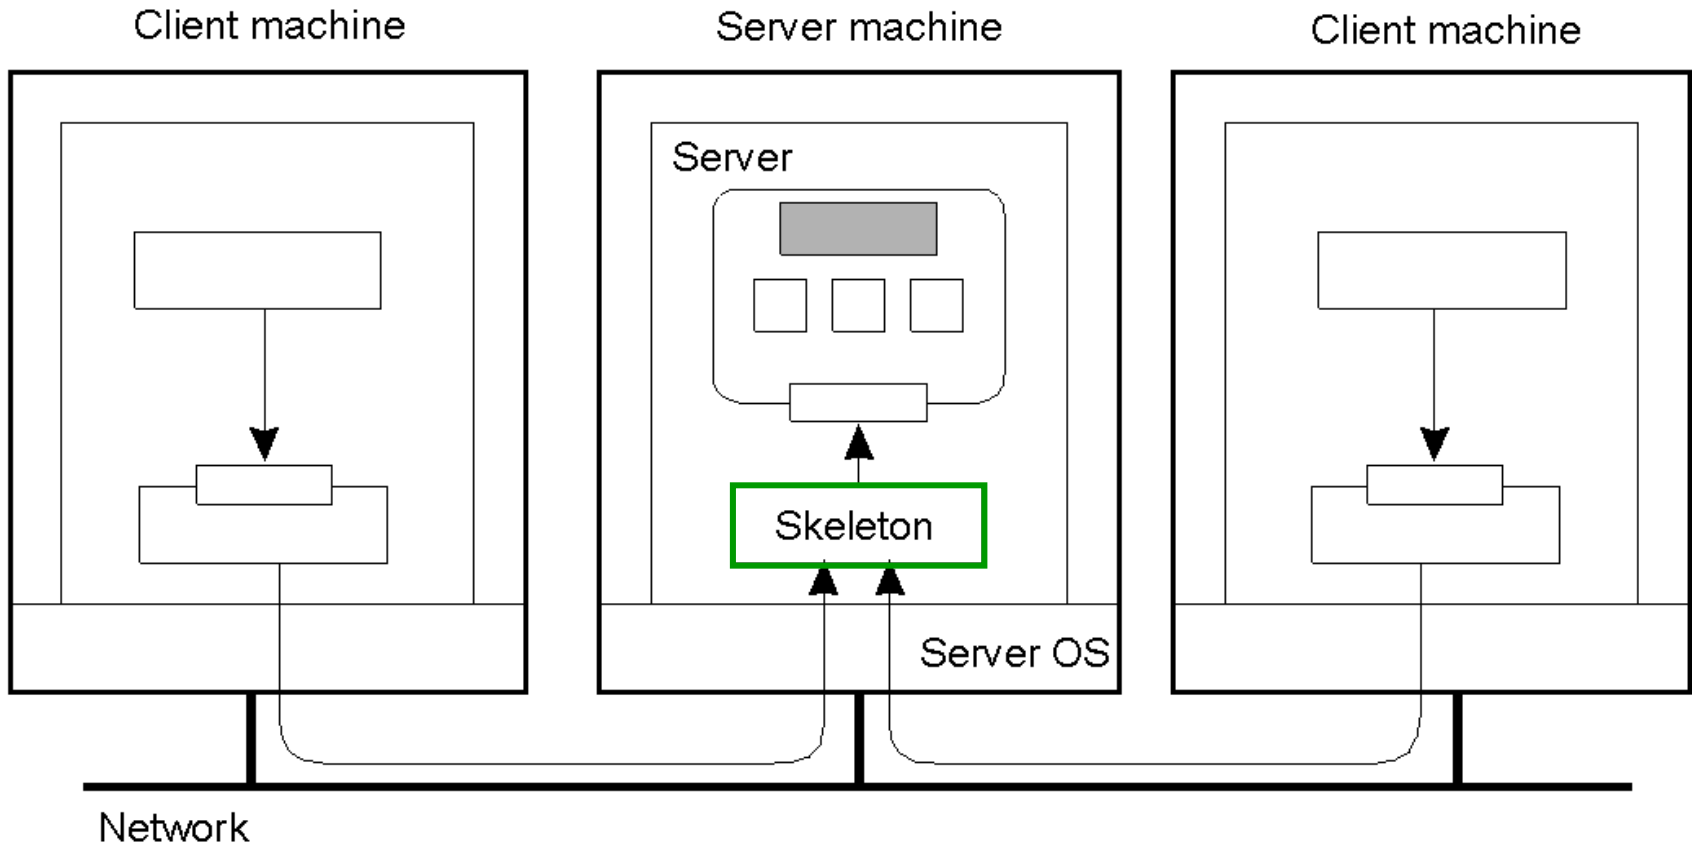 Client machine
Server machine
Client machine
Server
Skeleton
Server OS
Network